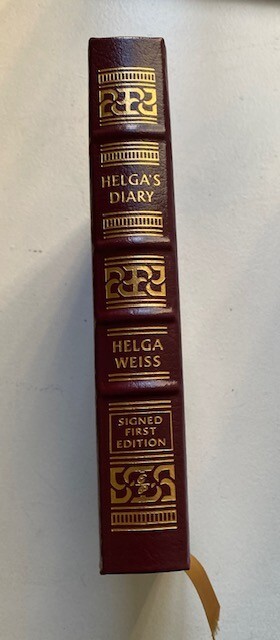 HELGA'S
DIARY
HELGA
WEISS
SIGNED
FIRST
EDITION